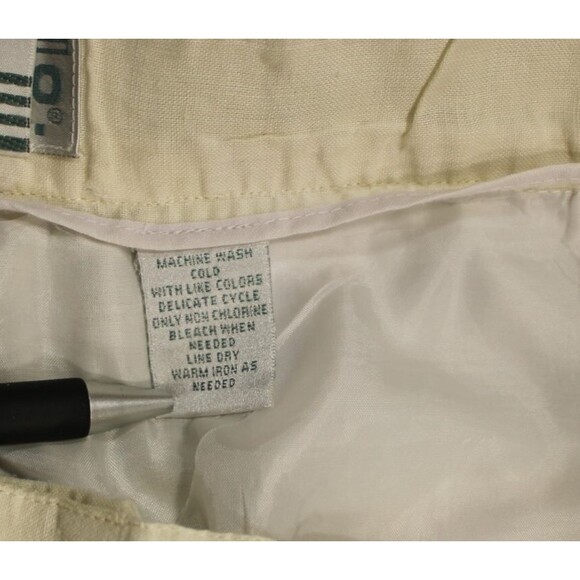 O.®
MACHINE WASH
COLD
WITH LIKE COLORS
DELICATE CYCLE
ONLY NON CHLORINE
BLEACH WHEN
NEEDED
LINE DRY
WARM IRON AS
NEEDED